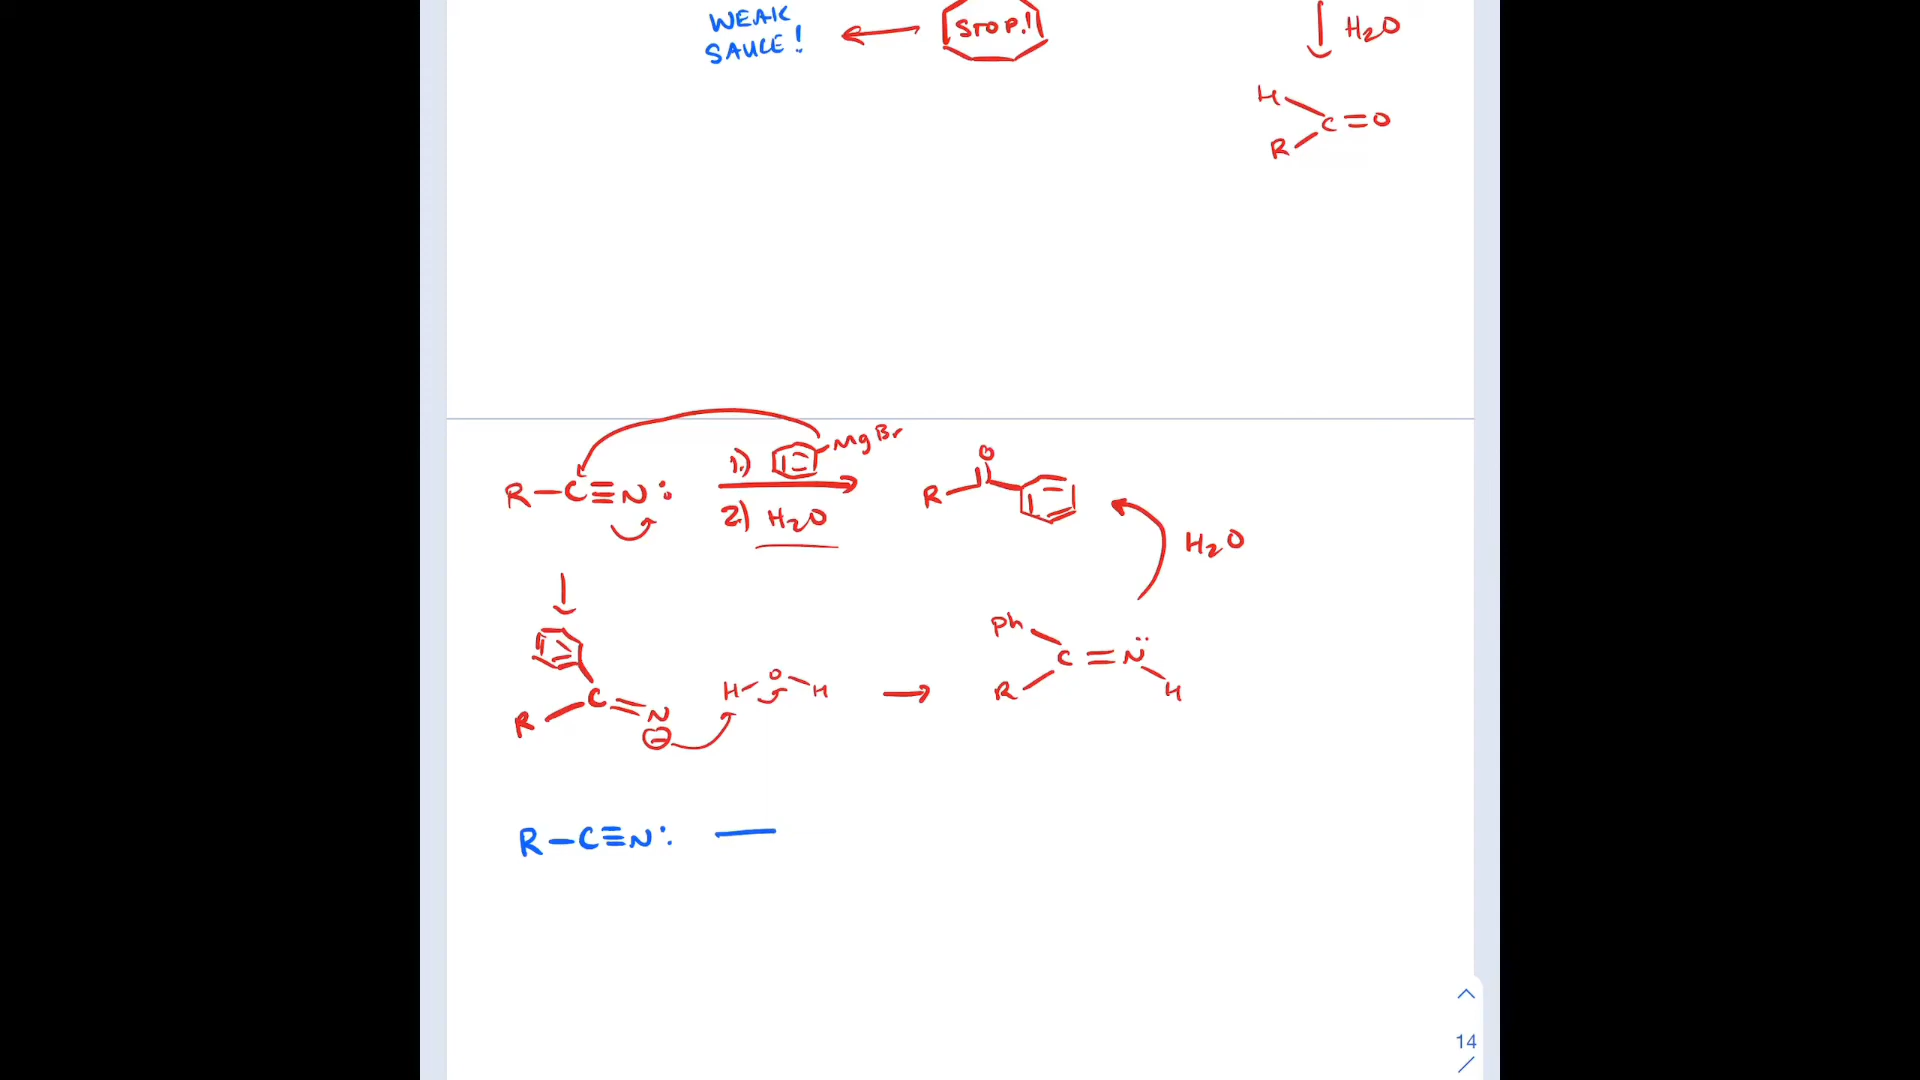 WEAK
SAUCE!
STOP!
H₂O
H
C=O
R
1.) MgBr
R-C≡N:
2.) H₂O
O
R
H₂O
Ph
C=N̈
R
H
R
C
N
⊖
H-O-H
R-C≡N:
14